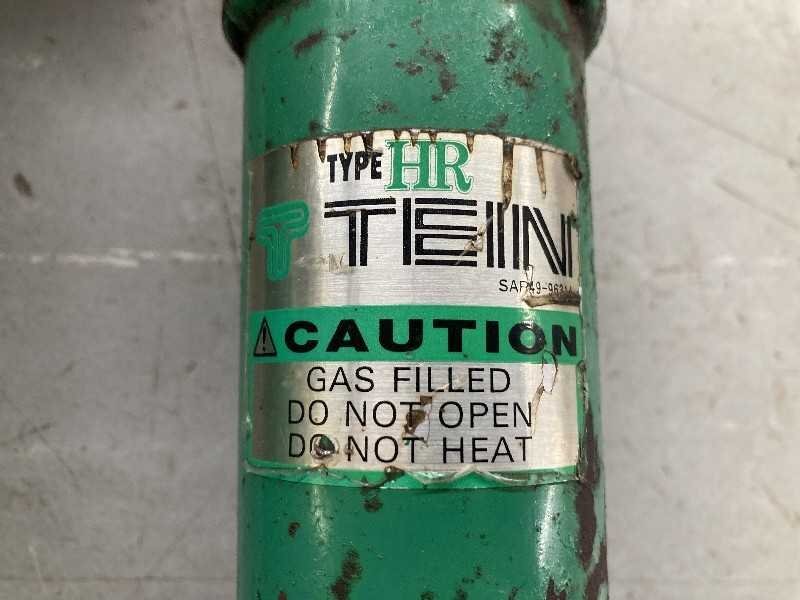 TYPE HR
TEIN
CAUTION
GAS FILLED
DO NOT OPEN
DO NOT HEAT